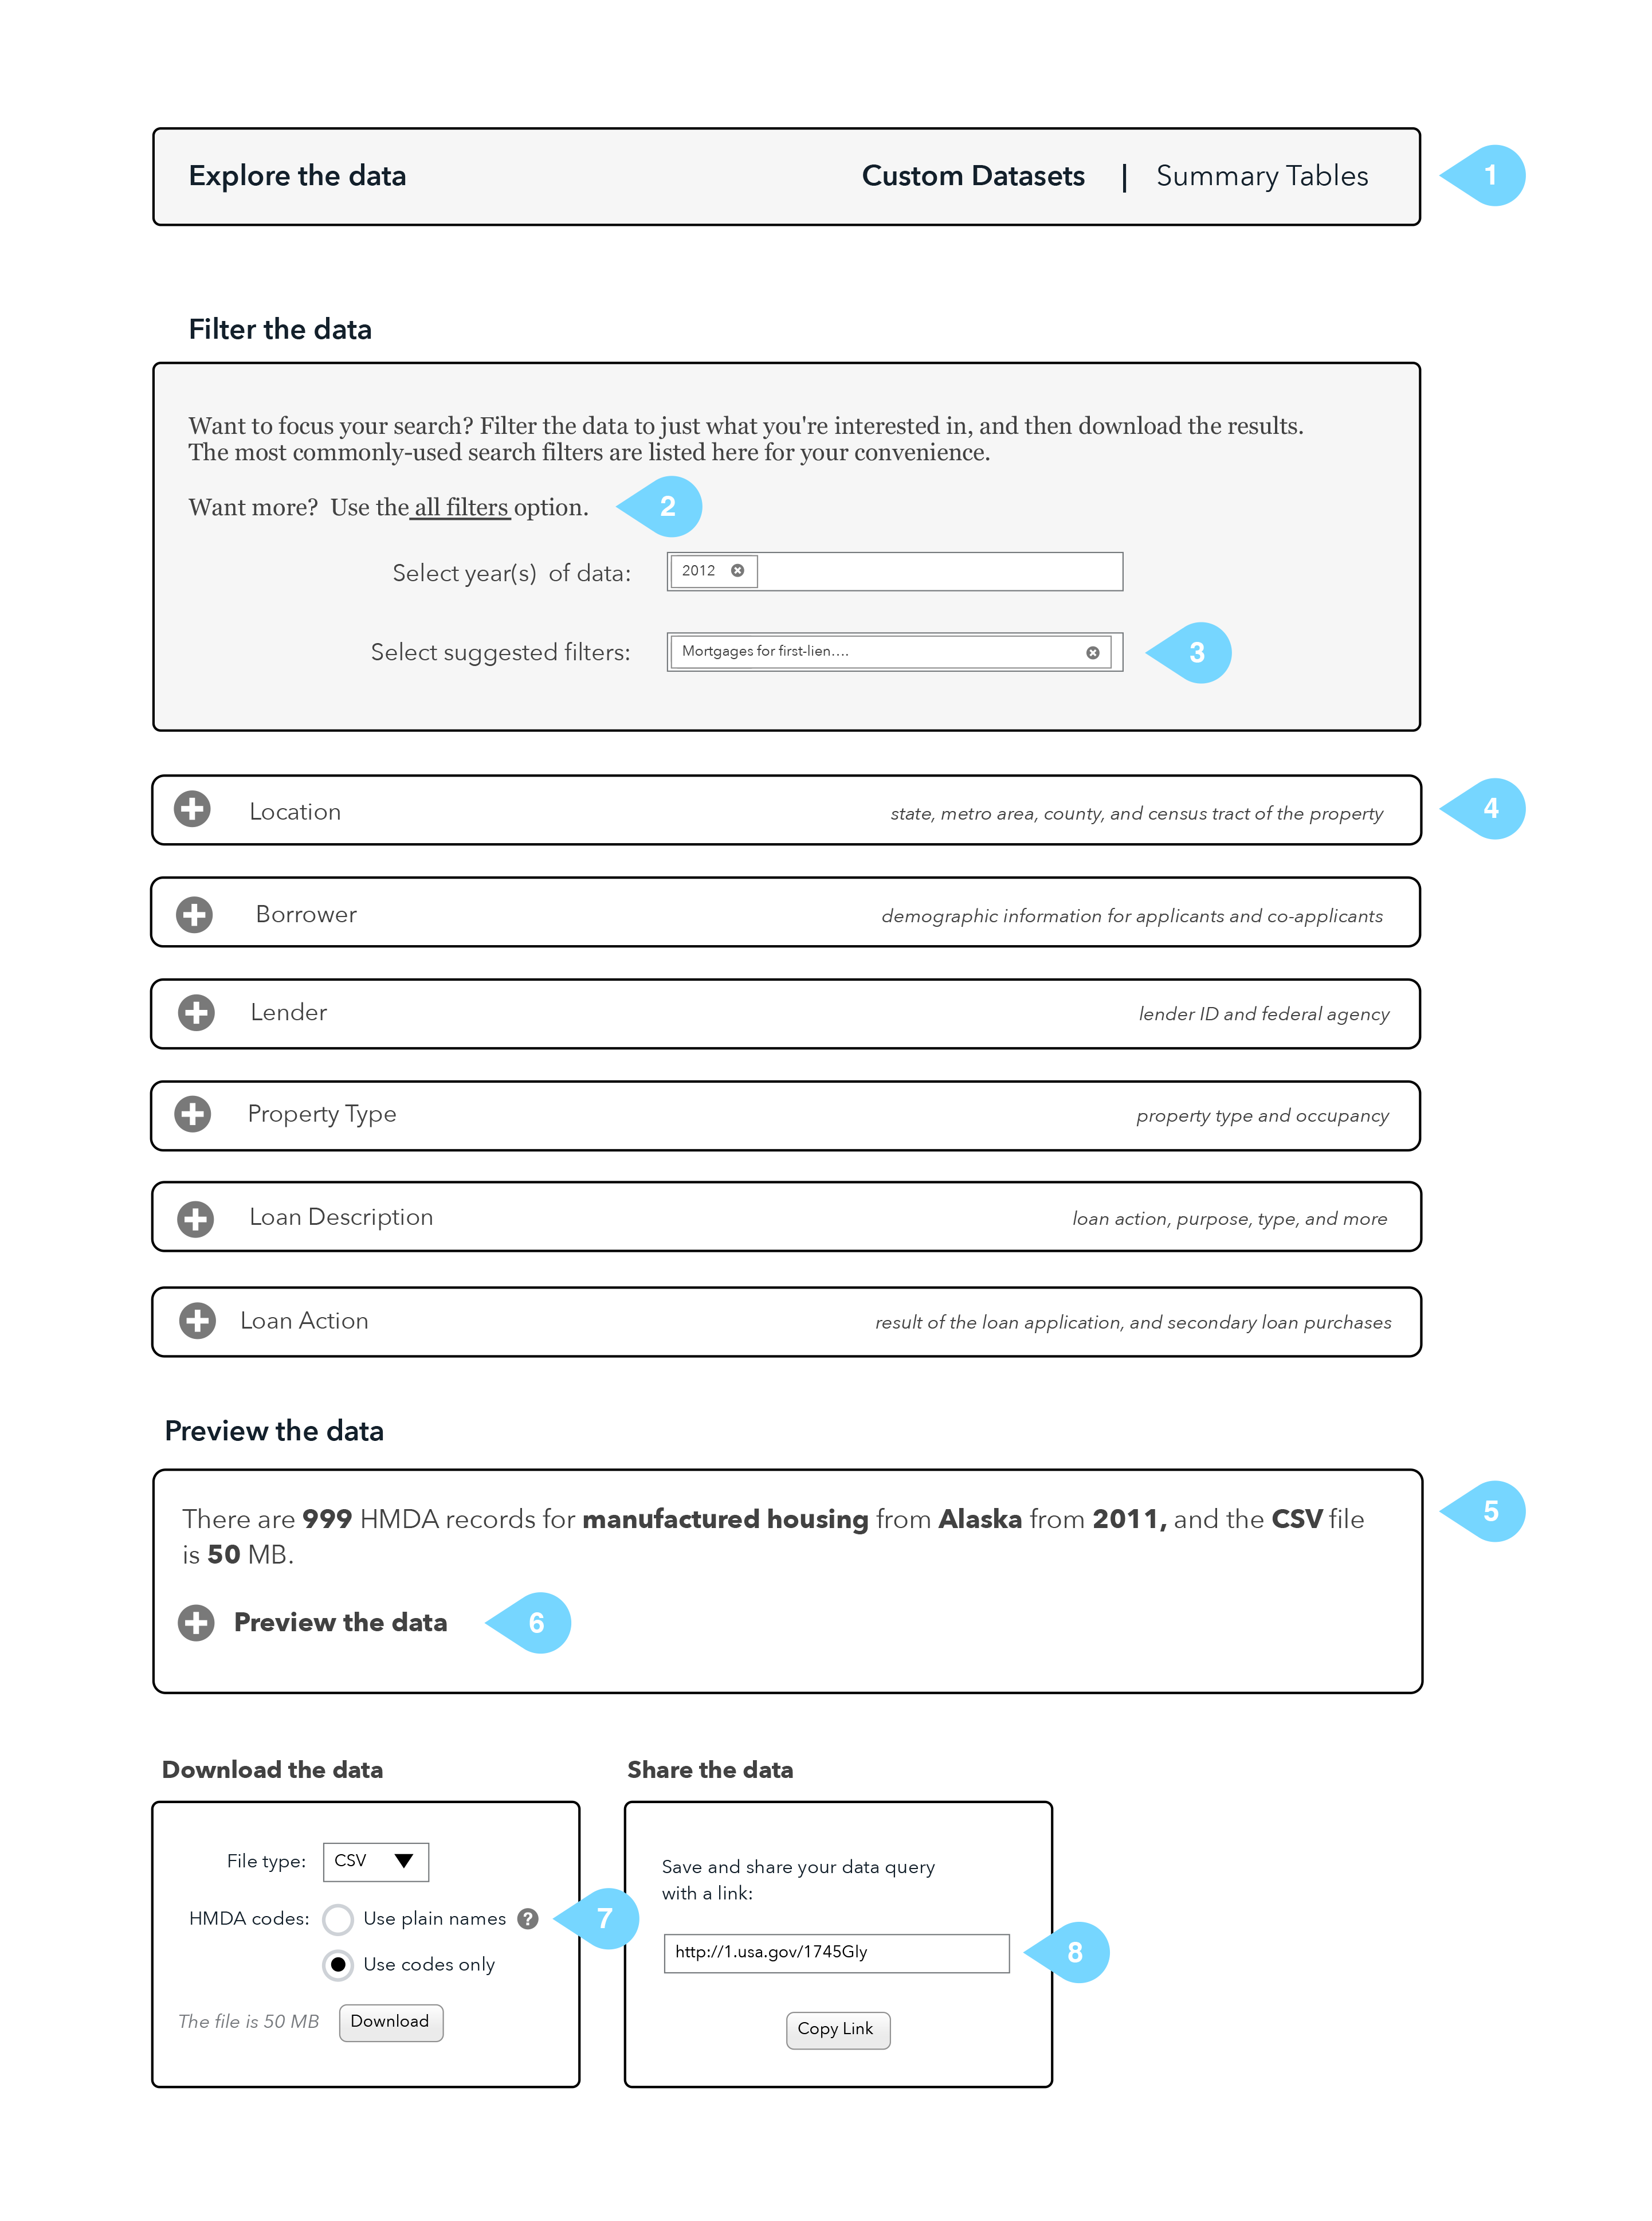 Explore the data
Custom Datasets | Summary Tables
1
Filter the data
Want to focus your search? Filter the data to just what you're interested in, and then download the results.
The most commonly-used search filters are listed here for your convenience.
Want more? Use the all filters option.
2
Select year(s) of data:
2012
Select suggested filters:
Mortgages for first-lien....
3
Location
state, metro area, county, and census tract of the property
4
Borrower
demographic information for applicants and co-applicants
Lender
lender ID and federal agency
Property Type
property type and occupancy
Loan Description
loan action, purpose, type, and more
Loan Action
result of the loan application, and secondary loan purchases
Preview the data
There are 999 HMDA records for manufactured housing from Alaska from 2011, and the CSV file
is 50 MB.
5
Preview the data
6
Download the data
File type:
CSV
HMDA codes:
Use plain names
?
7
Use codes only
The file is 50 MB
Download
Share the data
Save and share your data query
with a link:
http://1.usa.gov/1745Gly
8
Copy Link